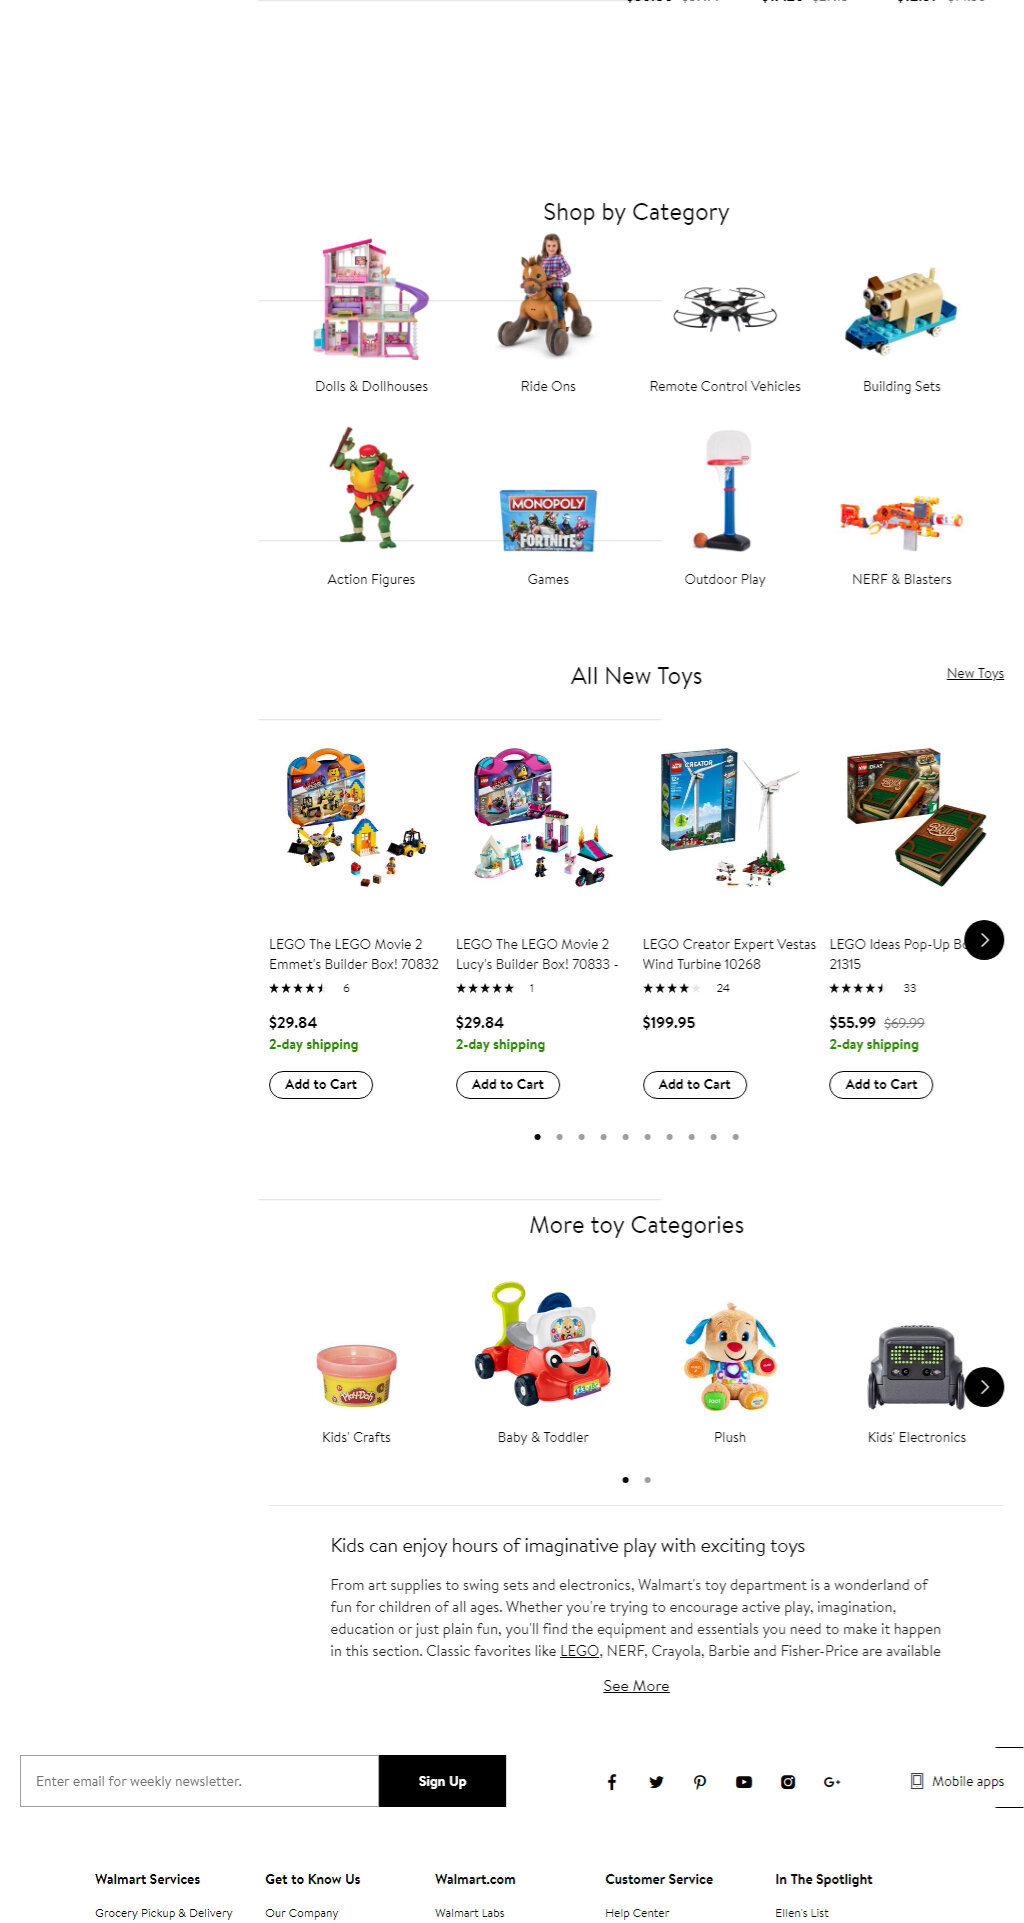 Shop by Category
Dolls & Dollhouses
Ride Ons
Remote Control Vehicles
Building Sets
MONOPOLY
FORTNITE
Action Figures
Games
Outdoor Play
NERF & Blasters
All New Toys
New Toys
CREATOR
IDEAS
BRICK
LEGO The LEGO Movie 2
Emmet's Builder Box! 70832
LEGO The LEGO Movie 2
Lucy's Builder Box! 70833 -
LEGO Creator Expert Vestas
Wind Turbine 10268
LEGO Ideas Pop-Up B
21315
6
1
24
33
$29.84
$29.84
$199.95
$55.99 $69.99
2-day shipping
2-day shipping
2-day shipping
Add to Cart
Add to Cart
Add to Cart
Add to Cart
More toy Categories
Play-Doh
Kids' Crafts
Baby & Toddler
Plush
Kids' Electronics
Kids can enjoy hours of imaginative play with exciting toys
From art supplies to swing sets and electronics, Walmart's toy department is a wonderland of
fun for children of all ages. Whether you're trying to encourage active play, imagination,
education or just plain fun, you'll find the equipment and essentials you need to make it happen
in this section. Classic favorites like LEGO, NERF, Crayola, Barbie and Fisher-Price are available
See More
Enter email for weekly newsletter.
Sign Up
G+
Mobile apps
Walmart Services
Get to Know Us
Walmart.com
Customer Service
In The Spotlight
Grocery Pickup & Delivery
Our Company
Walmart Labs
Help Center
Ellen's List